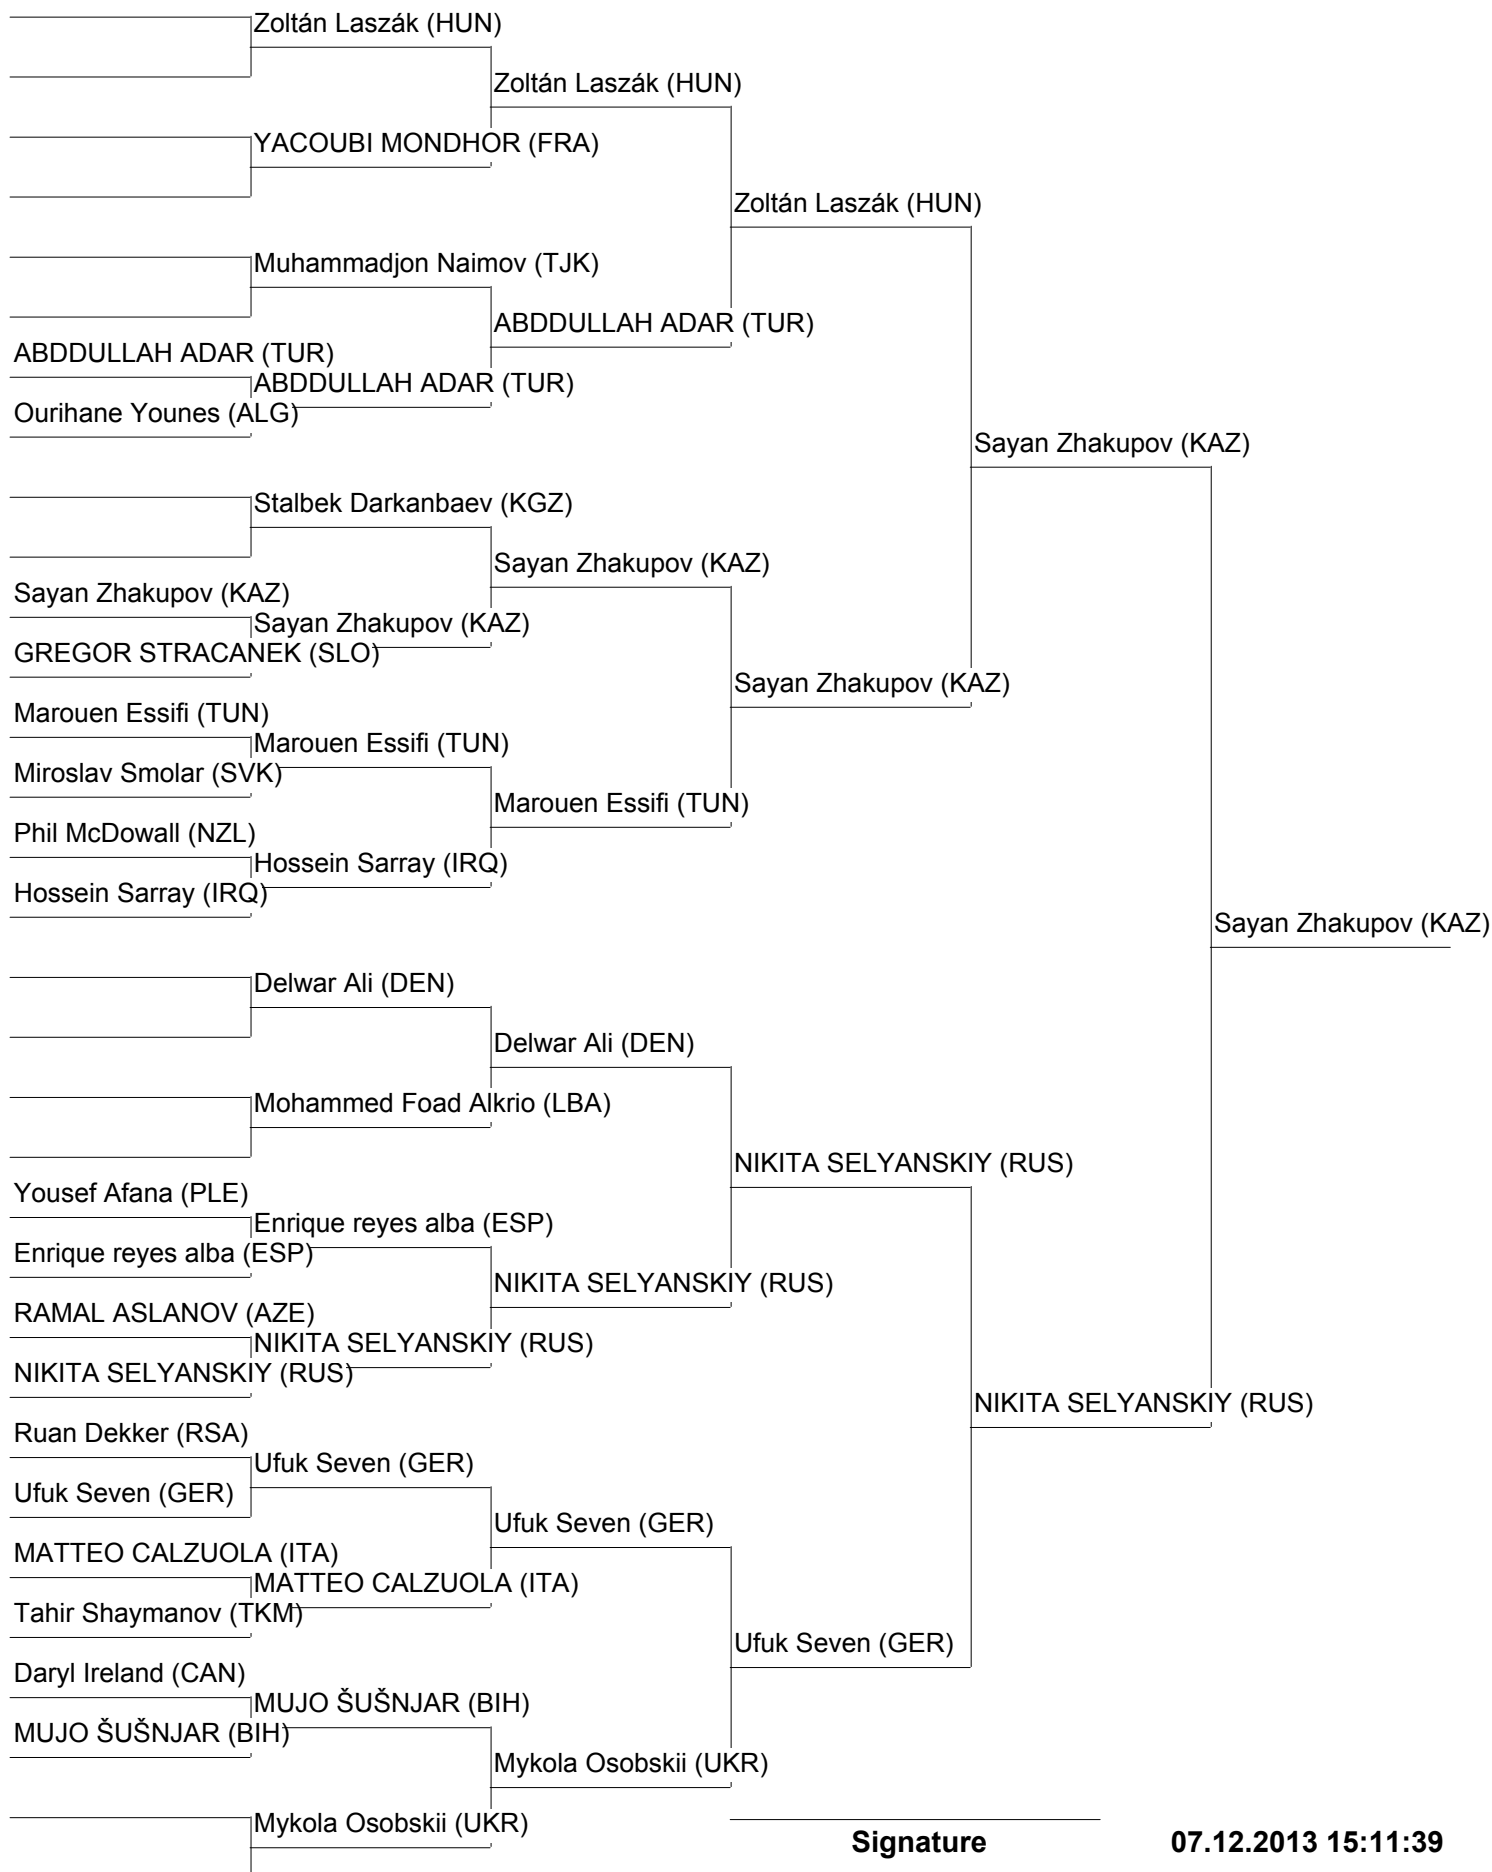 Zoltán Laszák (HUN)
Zoltán Laszák (HUN)
YACOUBI MONDHOR (FRA)
Zoltán Laszák (HUN)
Muhammadjon Naimov (TJK)
ABDDULLAH ADAR (TUR)
ABDDULLAH ADAR (TUR)
ABDDULLAH ADAR (TUR)
Ourihane Younes (ALG)
Sayan Zhakupov (KAZ)
Stalbek Darkanbaev (KGZ)
Sayan Zhakupov (KAZ)
Sayan Zhakupov (KAZ)
Sayan Zhakupov (KAZ)
GREGOR STRACANEK (SLO)
Sayan Zhakupov (KAZ)
Marouen Essifi (TUN)
Marouen Essifi (TUN)
Miroslav Smolar (SVK)
Marouen Essifi (TUN)
Phil McDowall (NZL)
Hossein Sarray (IRQ)
Hossein Sarray (IRQ)
Sayan Zhakupov (KAZ)
Delwar Ali (DEN)
Delwar Ali (DEN)
Mohammed Foad Alkrio (LBA)
NIKITA SELYANSKIY (RUS)
Yousef Afana (PLE)
Enrique reyes alba (ESP)
Enrique reyes alba (ESP)
NIKITA SELYANSKIY (RUS)
RAMAL ASLANOV (AZE)
NIKITA SELYANSKIY (RUS)
NIKITA SELYANSKIY (RUS)
NIKITA SELYANSKIY (RUS)
Ruan Dekker (RSA)
Ufuk Seven (GER)
Ufuk Seven (GER)
Ufuk Seven (GER)
MATTEO CALZUOLA (ITA)
MATTEO CALZUOLA (ITA)
Tahir Shaymanov (TKM)
Ufuk Seven (GER)
Daryl Ireland (CAN)
MUJO ŠUŠNJAR (BIH)
MUJO ŠUŠNJAR (BIH)
Mykola Osobskii (UKR)
Mykola Osobskii (UKR)
Signature
07.12.2013 15:11:39